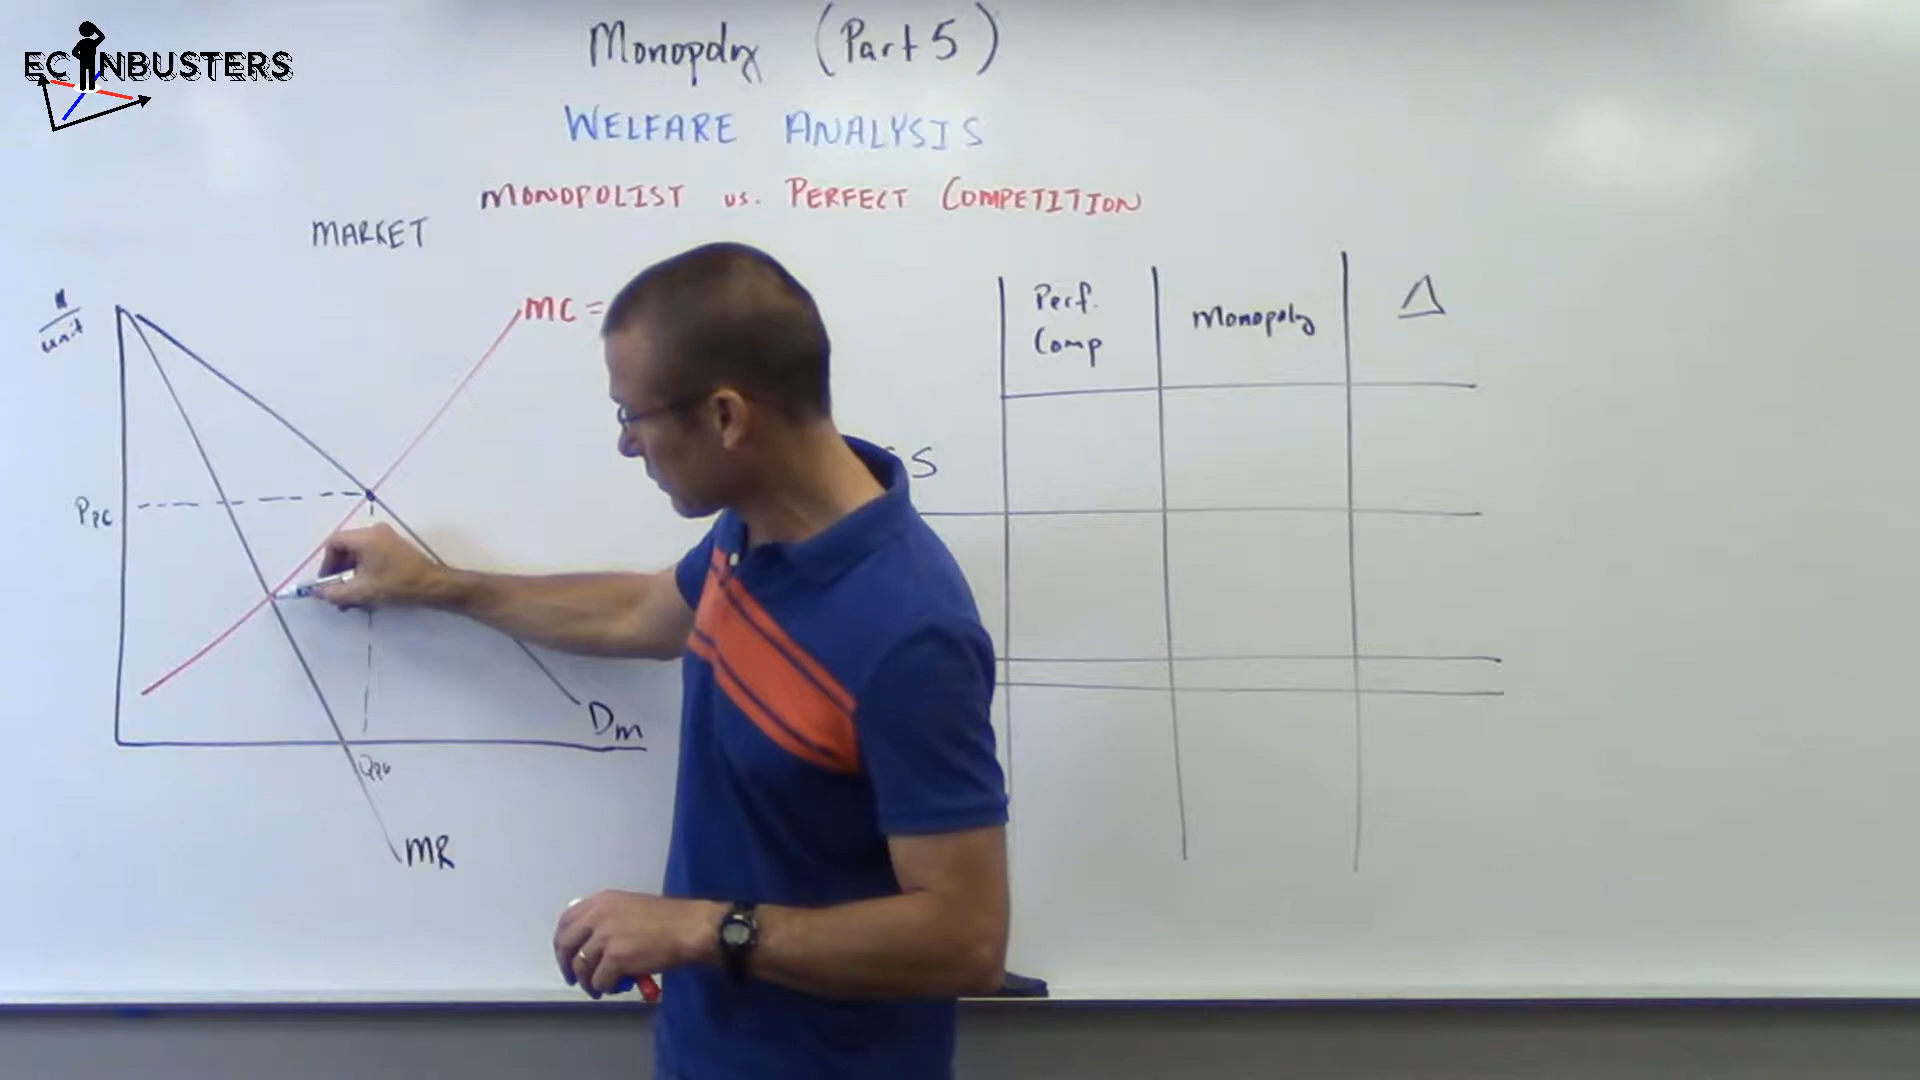 ECONBUSTERS
Monopoly (Part 5)
WELFARE ANALYSIS
MONOPOLIST vs. PERFECT COMPETITION
MARKET
unit
MC =
Perf.
Comp
Monopoly
Δ
S
Ppc
Dm
Qpc
MR